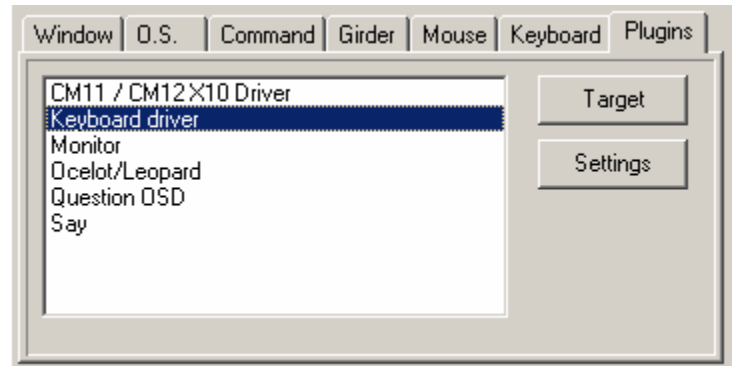 Window O.S. Command Girder Mouse Keyboard Plugins
CM11 / CM12 X10 Driver
Keyboard driver
Monitor
Ocelot/Leopard
Question OSD
Say
Target
Settings